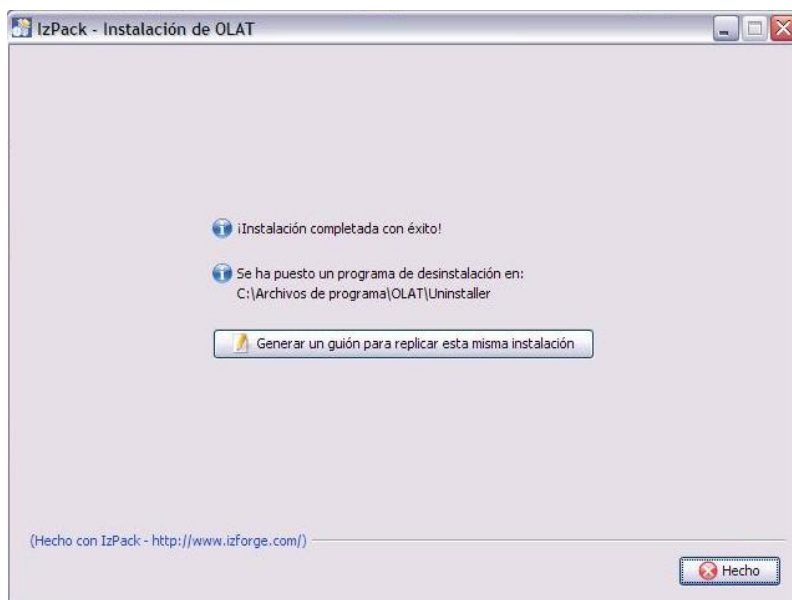 IzPack - Instalación de OLAT
¡Instalación completada con éxito!
Se ha puesto un programa de desinstalación en:
C:\Archivos de programa\OLAT\Uninstaller
Generar un guión para replicar esta misma instalación
(Hecho con IzPack - http://www.izforge.com/)
Hecho